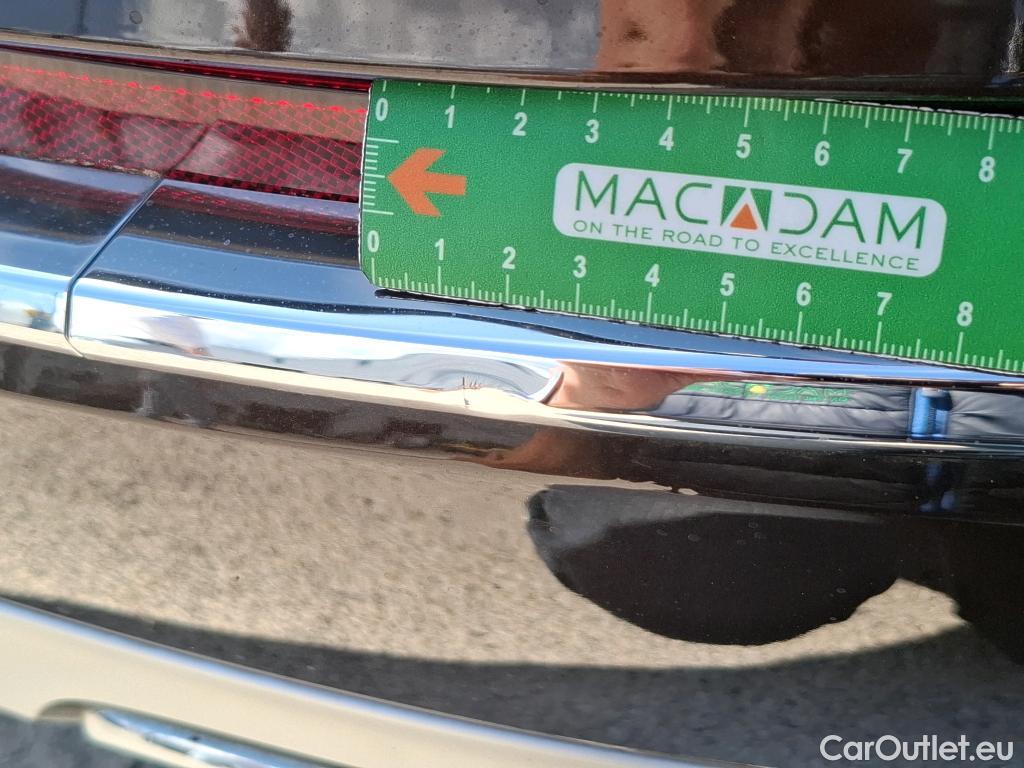 0 1 2 3 4 5 6 7 8
MACADAM
ON THE ROAD TO EXCELLENCE
0 1 2 3 4 5 6 7 8
CarOutlet.eu